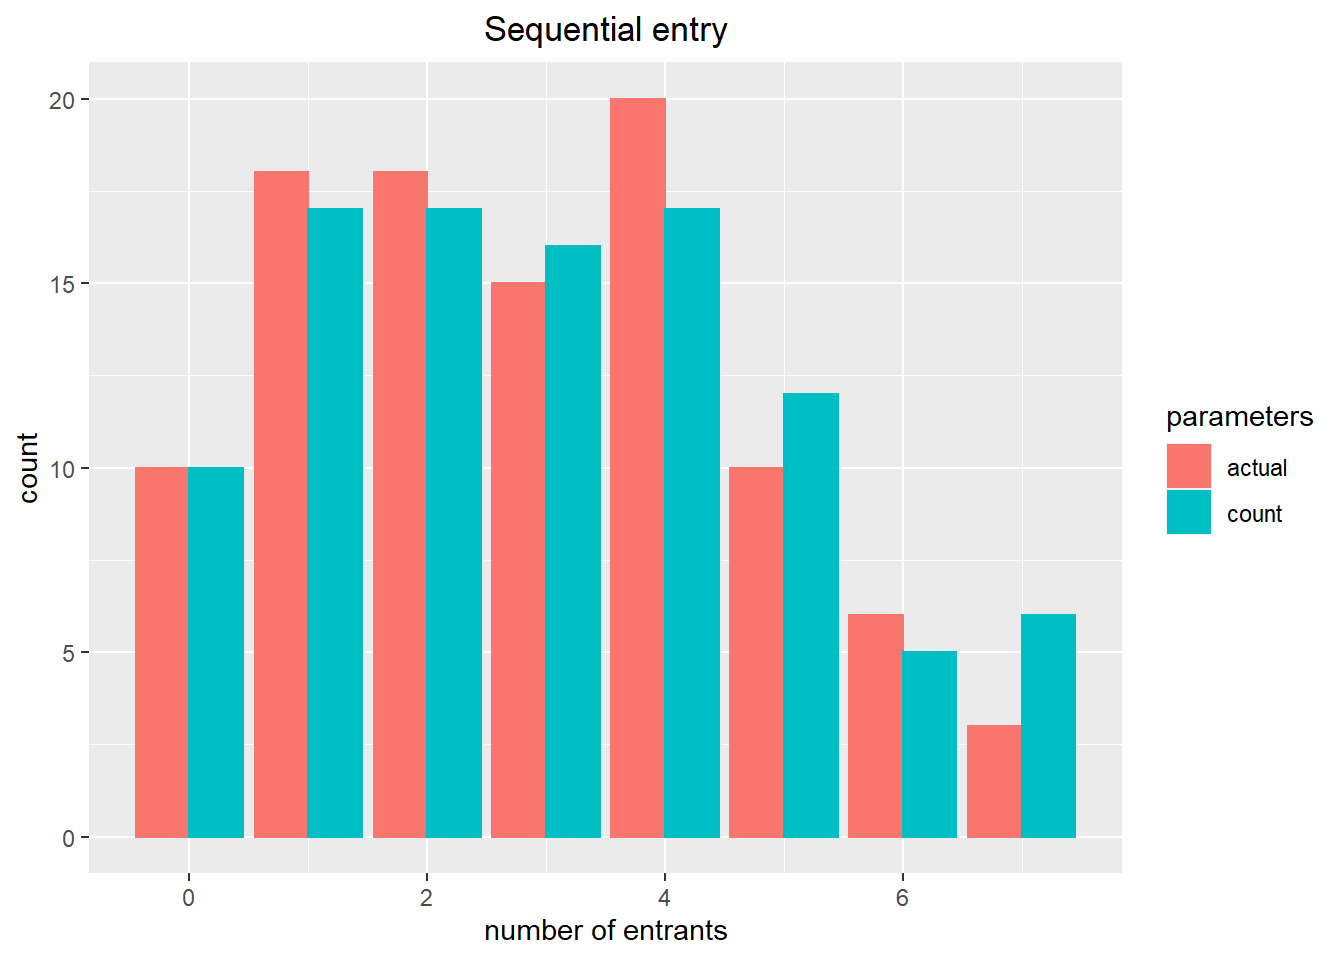 Sequential entry
20
15
10
5
0
0 2 4 6
count
number of entrants
parameters
actual
count